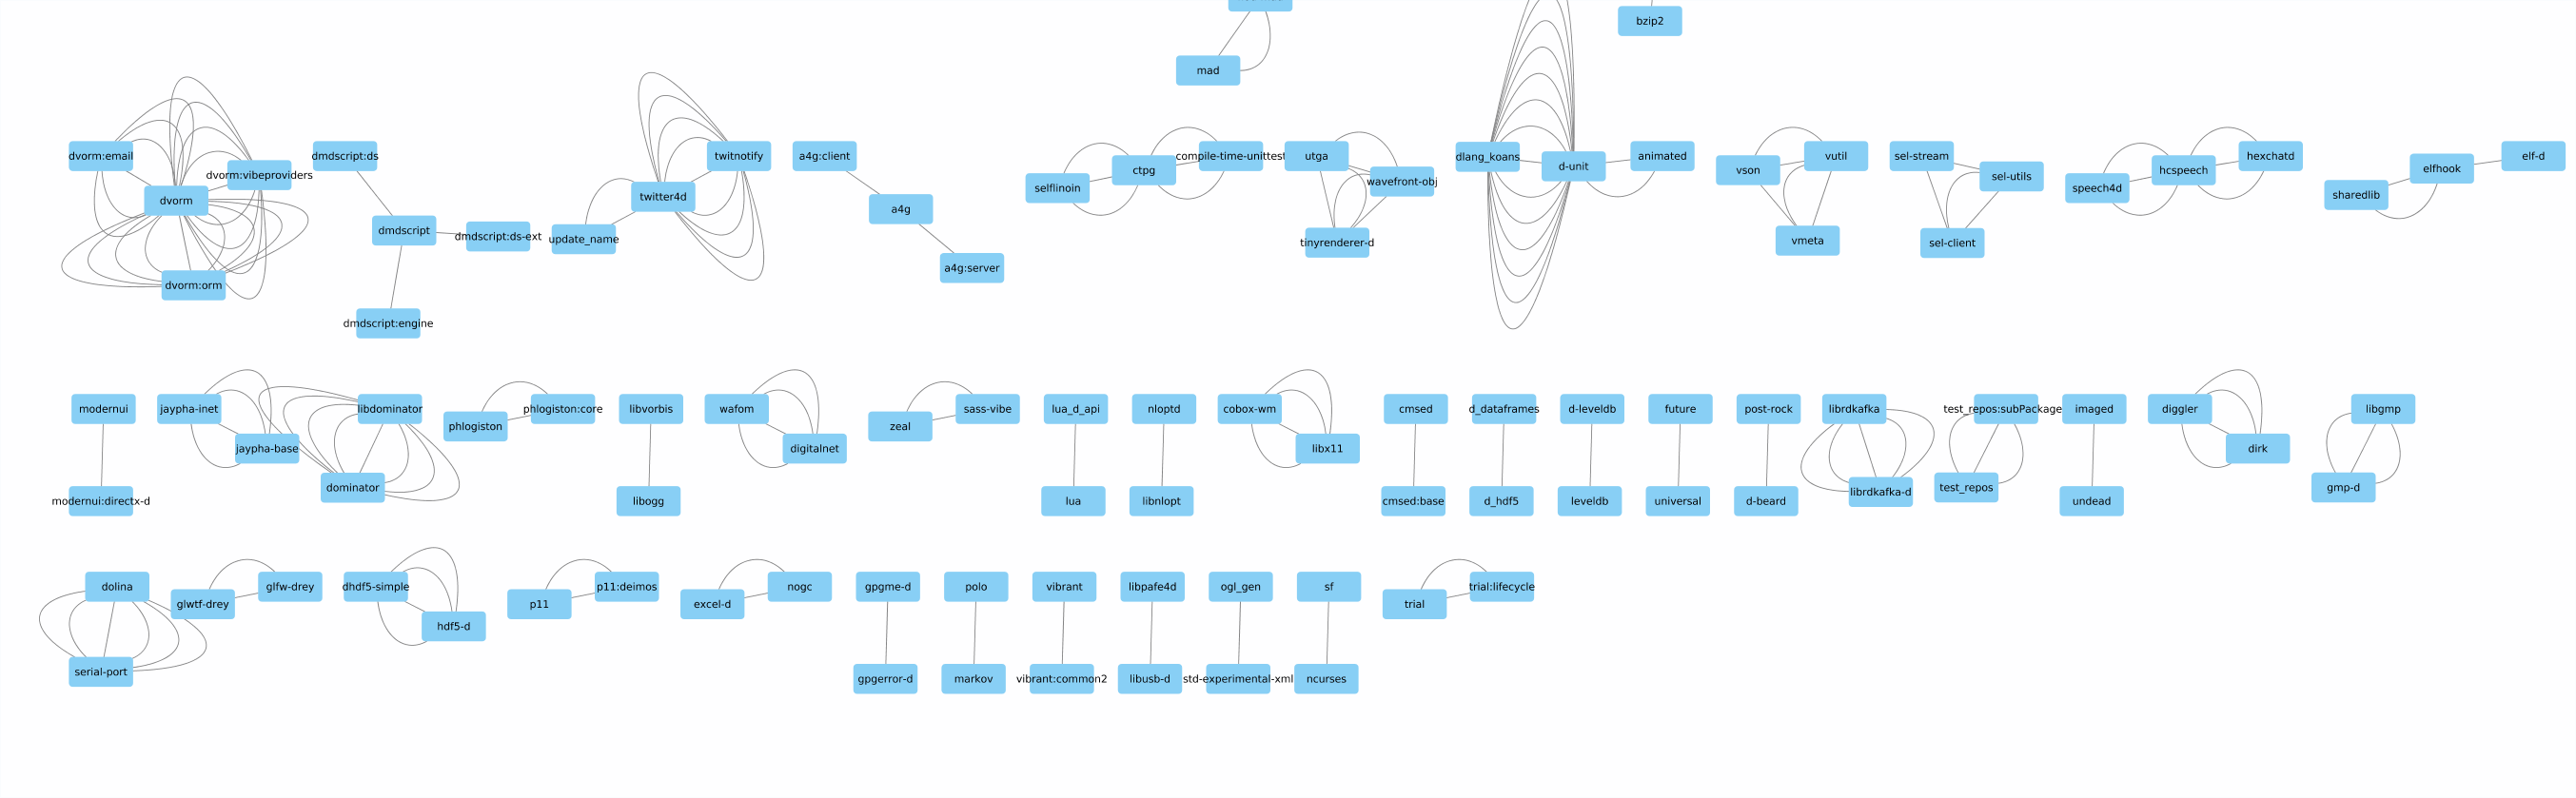 bzip2
mad
dvorm:email
dmdscript:ds
twitnotify
a4g:client
compile-time-unittest
utga
dlang_koans
animated
vutil
sel-stream
hexchatd
elf-d
dvorm:vibeproviders
ctpg
d-unit
vson
hcspeech
elfhook
selflinoin
wavefront-obj
sel-utils
speech4d
sharedlib
dvorm
twitter4d
a4g
dmdscript
dmdscript:ds-ext
update_name
tinyrenderer-d
vmeta
sel-client
a4g:server
dvorm:orm
dmdscript:engine
modernui
jaypha-inet
libdominator
phlogiston:core
libvorbis
wafom
sass-vibe
lua_d_api
nloptd
cobox-wm
cmsed
d_dataframes
d-leveldb
future
post-rock
librdkafka
test_repos:subPackage
imaged
diggler
libgmp
phlogiston
zeal
jaypha-base
digitalnet
libx11
dirk
dominator
librdkafka-d
test_repos
gmp-d
modernui:directx-d
libogg
lua
libnlopt
cmsed:base
d_hdf5
leveldb
universal
d-beard
undead
dolina
glfw-drey
dhdf5-simple
p11:deimos
nogc
gpgme-d
polo
vibrant
libpafe4d
ogl_gen
sf
trial:lifecycle
glwtf-drey
p11
excel-d
trial
hdf5-d
serial-port
gpgerror-d
markov
vibrant:common2
libusb-d
std-experimental-xml
ncurses